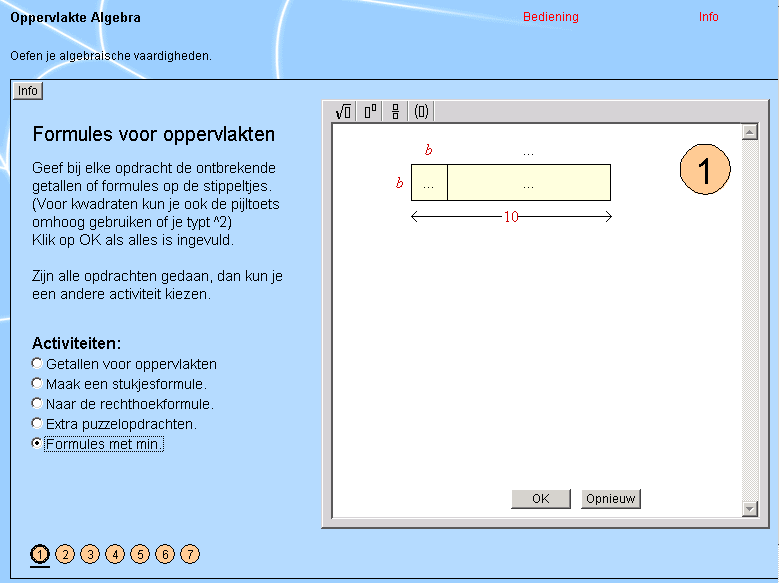 Oppervlakte Algebra
Bediening
Info
Oefen je algebraische vaardigheden.
Info
Formules voor oppervlakten
Geef bij elke opdracht de ontbrekende
getallen of formules op de stippeltjes.
(Voor kwadraten kun je ook de pijltoets
omhoog gebruiken of je typt ^2)
Klik op OK als alles is ingevuld.
Zijn alle opdrachten gedaan, dan kun je
een andere activiteit kiezen.
Activiteiten:
Getallen voor oppervlakten
Maak een stukjesformule.
Naar de rechthoekformule.
Extra puzzelopdrachten.
Formules met min.
1 2 3 4 5 6 7
b ...
b ... ...
10
1
OK Opnieuw